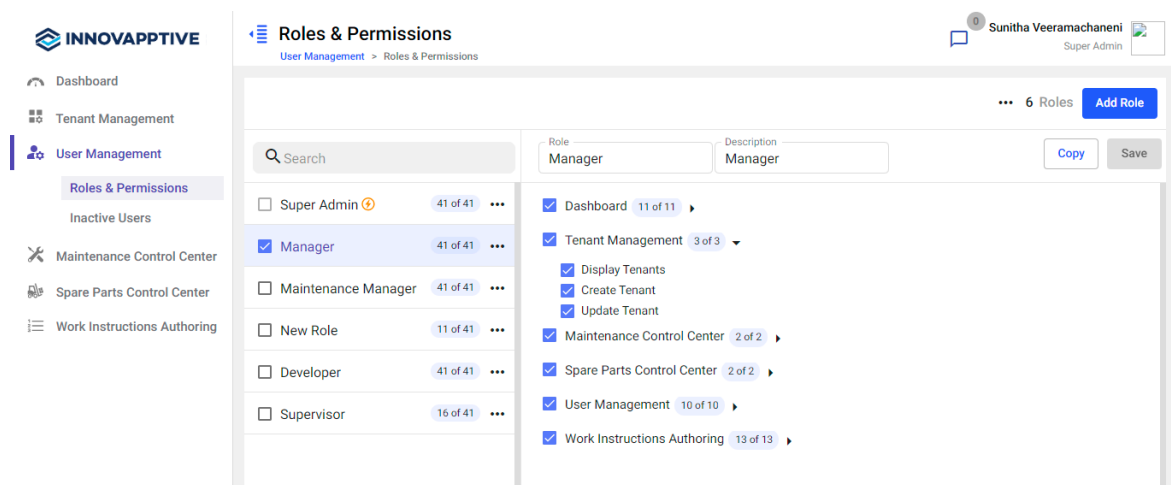 INNOVAPPTIVE
Dashboard
Tenant Management
User Management
Roles & Permissions
Inactive Users
Maintenance Control Center
Spare Parts Control Center
Work Instructions Authoring
Roles & Permissions
User Management > Roles & Permissions
0
Sunitha Veeramachaneni
Super Admin
6 Roles
Add Role
Search
Super Admin 41 of 41
Manager 41 of 41
Maintenance Manager 41 of 41
New Role 11 of 41
Developer 41 of 41
Supervisor 16 of 41
Role
Manager
Description
Manager
Copy
Save
Dashboard 11 of 11
Tenant Management 3 of 3
Display Tenants
Create Tenant
Update Tenant
Maintenance Control Center 2 of 2
Spare Parts Control Center 2 of 2
User Management 10 of 10
Work Instructions Authoring 13 of 13